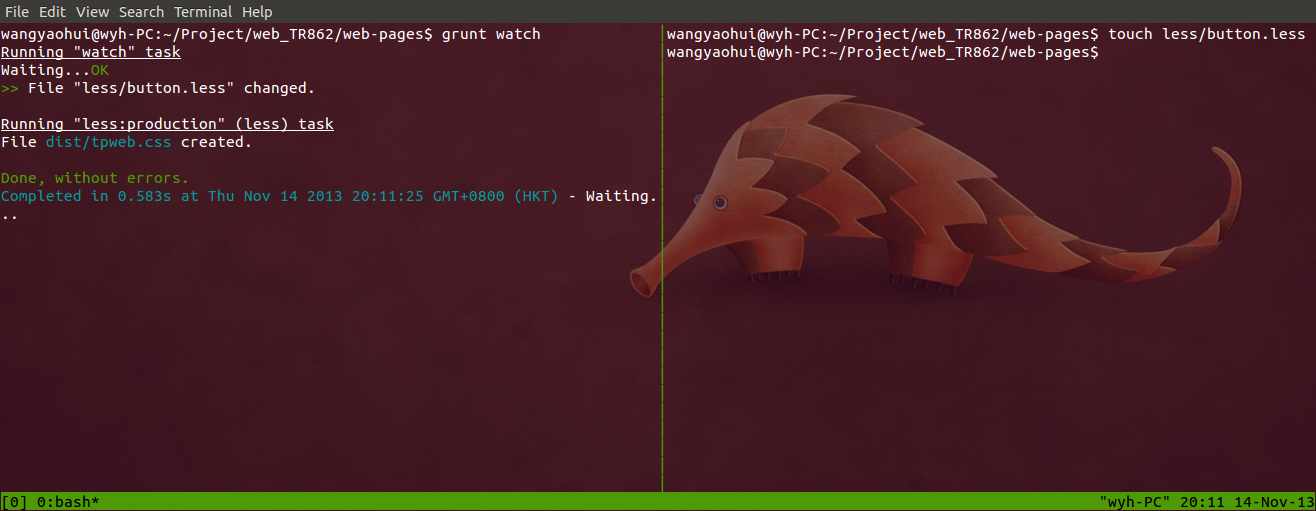 File Edit View Search Terminal Help
wangyaohui@wyh-PC:~/Project/web_TR862/web-pages$ grunt watch
Running "watch" task
Waiting...OK
>> File "less/button.less" changed.
Running "less:production" (less) task
File dist/tpweb.css created.
Done, without errors.
Completed in 0.583s at Thu Nov 14 2013 20:11:25 GMT+0800 (HKT) - Waiting.
..
wangyaohui@wyh-PC:~/Project/web_TR862/web-pages$ touch less/button.less
wangyaohui@wyh-PC:~/Project/web_TR862/web-pages$
[0] 0:bash* "wyh-PC" 20:11 14-Nov-13